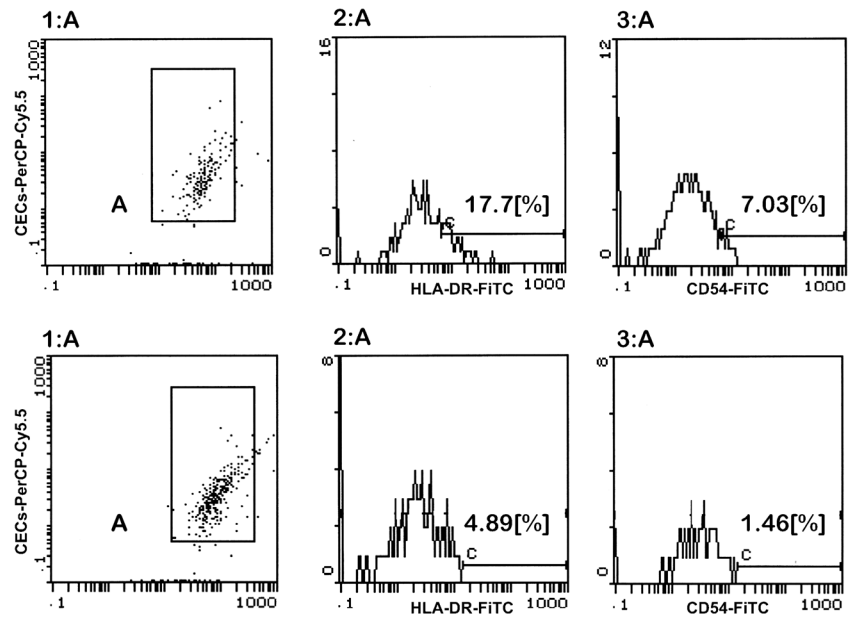 1:A
2:A
3:A
CECs-PerCP-Cy5.5
1000
.1
A
.1
1000
16
0
17.7[%]
C
.1
HLA-DR-FiTC
1000
12
0
7.03[%]
C
.1
CD54-FiTC
1000
1:A
2:A
3:A
CECs-PerCP-Cy5.5
1000
.1
A
.1
1000
8
0
4.89[%]
C
.1
HLA-DR-FiTC
1000
8
0
1.46[%]
C
.1
CD54-FiTC
1000